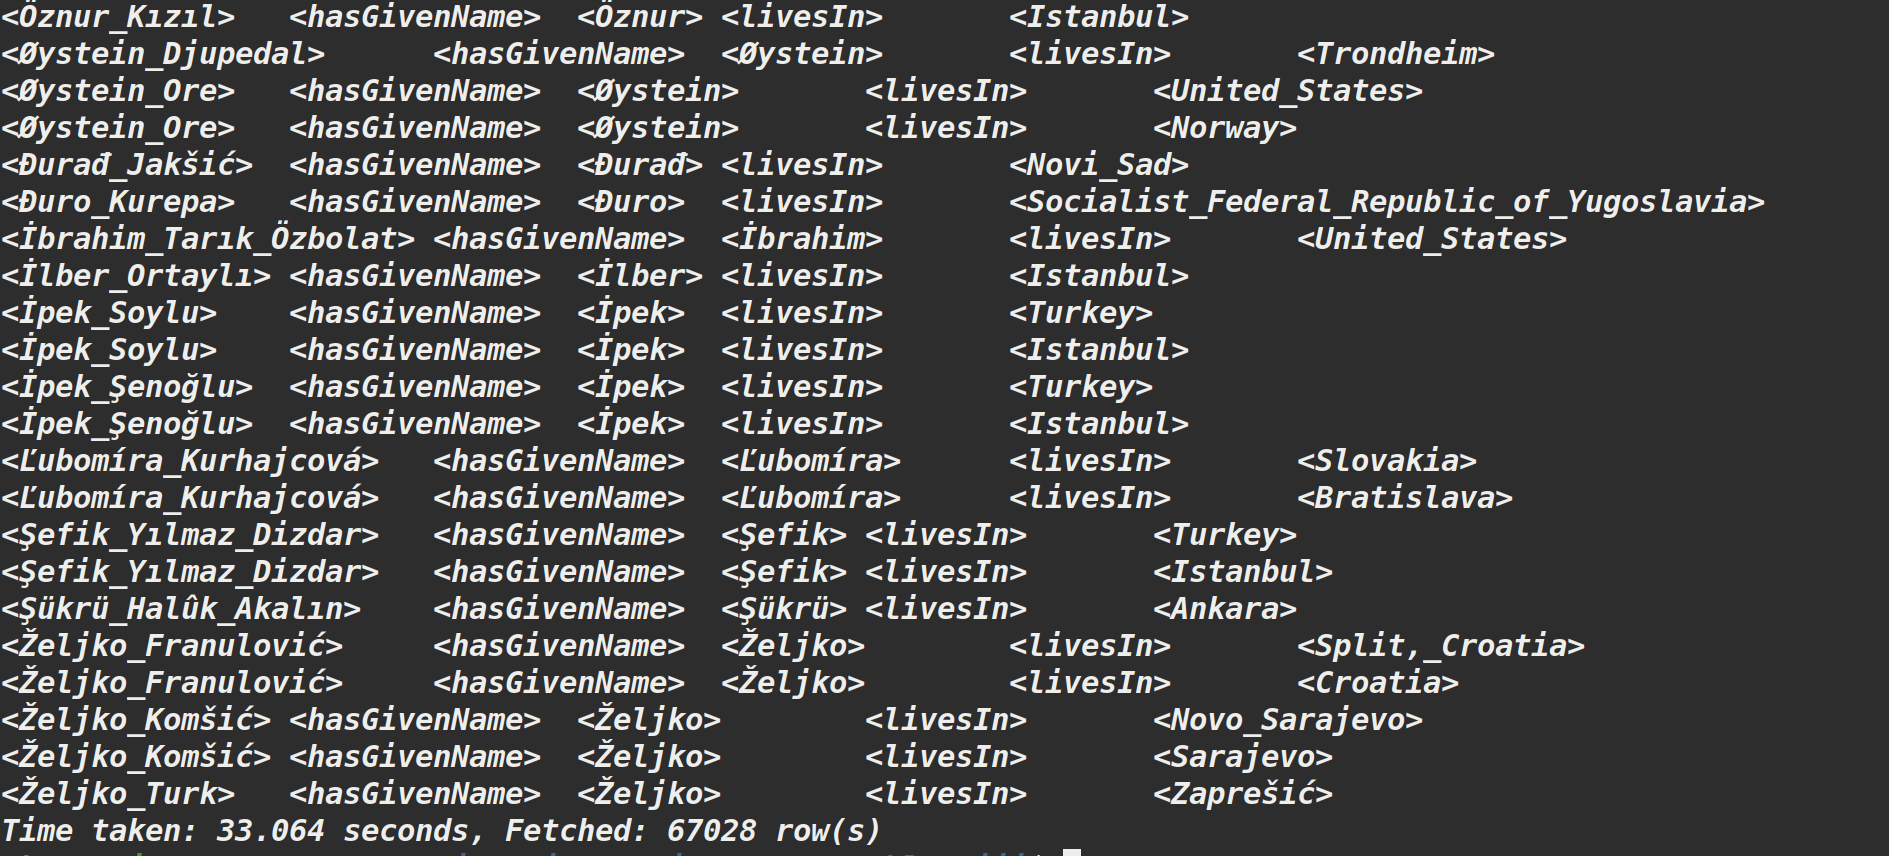 <Öznur_Kızıl> <hasGivenName> <Öznur> <livesIn> <Istanbul>
<Øystein_Djupedal> <hasGivenName> <Øystein> <livesIn> <Trondheim>
<Øystein_Ore> <hasGivenName> <Øystein> <livesIn> <United_States>
<Øystein_Ore> <hasGivenName> <Øystein> <livesIn> <Norway>
<Đurađ_Jakšić> <hasGivenName> <Đurađ> <livesIn> <Novi_Sad>
<Đuro_Kurepa> <hasGivenName> <Đuro> <livesIn> <Socialist_Federal_Republic_of_Yugoslavia>
<İbrahim_Tarık_Özbolat> <hasGivenName> <İbrahim> <livesIn> <United_States>
<İlber_Ortaylı> <hasGivenName> <İlber> <livesIn> <Istanbul>
<İpek_Soylu> <hasGivenName> <İpek> <livesIn> <Turkey>
<İpek_Soylu> <hasGivenName> <İpek> <livesIn> <Istanbul>
<İpek_Şenoğlu> <hasGivenName> <İpek> <livesIn> <Turkey>
<İpek_Şenoğlu> <hasGivenName> <İpek> <livesIn> <Istanbul>
<Ľubomíra_Kurhajcová> <hasGivenName> <Ľubomíra> <livesIn> <Slovakia>
<Ľubomíra_Kurhajcová> <hasGivenName> <Ľubomíra> <livesIn> <Bratislava>
<Şefik_Yılmaz_Dizdar> <hasGivenName> <Şefik> <livesIn> <Turkey>
<Şefik_Yılmaz_Dizdar> <hasGivenName> <Şefik> <livesIn> <Istanbul>
<Şükrü_Halûk_Akalın> <hasGivenName> <Şükrü> <livesIn> <Ankara>
<Željko_Franulović> <hasGivenName> <Željko> <livesIn> <Split,_Croatia>
<Željko_Franulović> <hasGivenName> <Željko> <livesIn> <Croatia>
<Željko_Komšić> <hasGivenName> <Željko> <livesIn> <Novo_Sarajevo>
<Željko_Komšić> <hasGivenName> <Željko> <livesIn> <Sarajevo>
<Željko_Turk> <hasGivenName> <Željko> <livesIn> <Zaprešić>
Time taken: 33.064 seconds, Fetched: 67028 row(s)